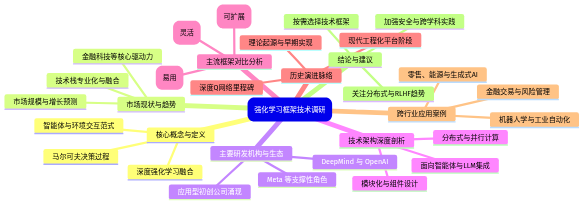 强化学习框架技术调研
主流框架对比分析
可扩展
灵活
易用
市场现状与趋势
金融科技等核心驱动力
技术栈专业化与融合
市场规模与增长预测
核心概念与定义
智能体与环境交互范式
马尔可夫决策过程
深度强化学习融合
主要研发机构与生态
DeepMind 与 OpenAI
Meta 等支撑性角色
应用型初创公司涌现
历史演进脉络
理论起源与早期实现
现代工程化平台阶段
深度Q网络里程碑
结论与建议
按需选择技术框架
加强安全与跨学科实践
关注分布式与RLHF趋势
跨行业应用案例
零售、能源与生成式AI
金融交易与风险管理
机器人学与工业自动化
技术架构深度剖析
分布式与并行计算
面向智能体与LLM集成
模块化与组件设计